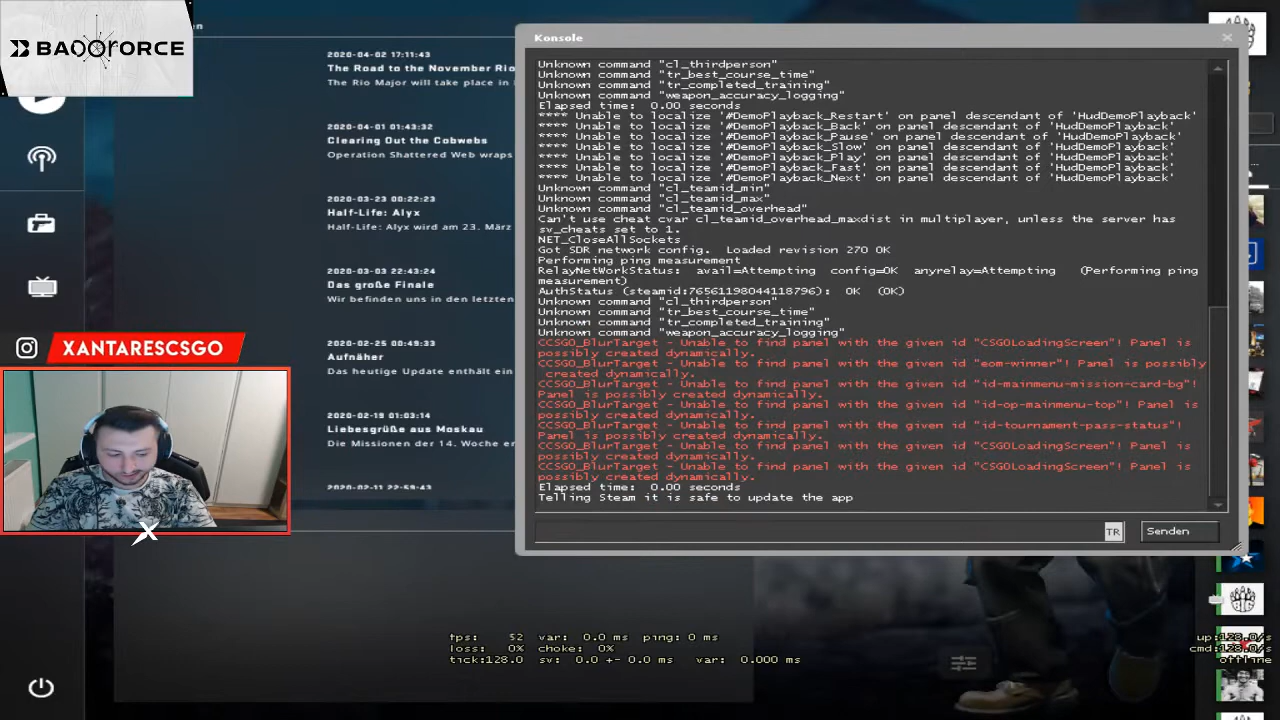 BAOOFORCE
en
2020-04-02 17:11:43
The Road to the November Rio
The Rio Major will take place in
2020-04-01 01:43:32
Clearing Out the Cobwebs
Operation Shattered Web wraps
2020-03-23 00:22:23
Half-Life: Alyx
Half-Life: Alyx wird am 23. März
2020-03-03 22:43:24
Das große Finale
Wir befinden uns in den letzten
2020-02-25 00:49:33
Aufnäher
Das heutige Update enthält ein
2020-02-19 01:03:14
Liebesgrüße aus Moskau
Die Missionen der 14. Woche er
2020-02-11 22:59:43
XANTARESCSGO
X
Konsole
Unknown command "cl_thirdperson"
Unknown command "tr_best_course_time"
Unknown command "tr_completed_training"
Unknown command "weapon_accuracy_logging"
Elapsed time: 0.00 seconds
**** Unable to localize '#DemoPlayback_Restart' on panel descendant of 'HudDemoPlayback'
**** Unable to localize '#DemoPlayback_Back' on panel descendant of 'HudDemoPlayback'
**** Unable to localize '#DemoPlayback_Pause' on panel descendant of 'HudDemoPlayback'
**** Unable to localize '#DemoPlayback_Slow' on panel descendant of 'HudDemoPlayback'
**** Unable to localize '#DemoPlayback_Play' on panel descendant of 'HudDemoPlayback'
**** Unable to localize '#DemoPlayback_Fast' on panel descendant of 'HudDemoPlayback'
**** Unable to localize '#DemoPlayback_Next' on panel descendant of 'HudDemoPlayback'
Unknown command "cl_teamid_min"
Unknown command "cl_teamid_max"
Unknown command "cl_teamid_overhead"
Can't use cheat cvar cl_teamid_overhead_maxdist in multiplayer, unless the server has
sv_cheats set to 1.
NET_CloseAllSockets
Got SDR network config. Loaded revision 270 OK
Performing ping measurement
RelayNetWorkStatus: avail=Attempting config=OK anyrelay=Attempting (Performing ping
measurement)
AuthStatus (steamid:76561198044118796): OK (OK)
Unknown command "cl_thirdperson"
Unknown command "tr_best_course_time"
Unknown command "tr_completed_training"
Unknown command "weapon_accuracy_logging"
CCSGO_BlurTarget - Unable to find panel with the given id "CSGOLoadingScreen"! Panel is
possibly created dynamically.
CCSGO_BlurTarget - Unable to find panel with the given id "eom-winner"! Panel is possibly
created dynamically.
CCSGO_BlurTarget - Unable to find panel with the given id "id-mainmenu-mission-card-bg"!
Panel is possibly created dynamically.
CCSGO_BlurTarget - Unable to find panel with the given id "id-op-mainmenu-top"! Panel is
possibly created dynamically.
CCSGO_BlurTarget - Unable to find panel with the given id "id-tournament-pass-status"!
Panel is possibly created dynamically.
CCSGO_BlurTarget - Unable to find panel with the given id "CSGOLoadingScreen"! Panel is
possibly created dynamically.
CCSGO_BlurTarget - Unable to find panel with the given id "CSGOLoadingScreen"! Panel is
possibly created dynamically.
Elapsed time: 0.00 seconds
Telling Steam it is safe to update the app
TR
Senden
fps: 52 var: 0.0 ms ping: 0 ms
loss: 0% choke: 0%
tick:128.0 sv: 0.0 +- 0.0 ms var: 0.000 ms
up:128.0/s
cmd:128.0/s
offline